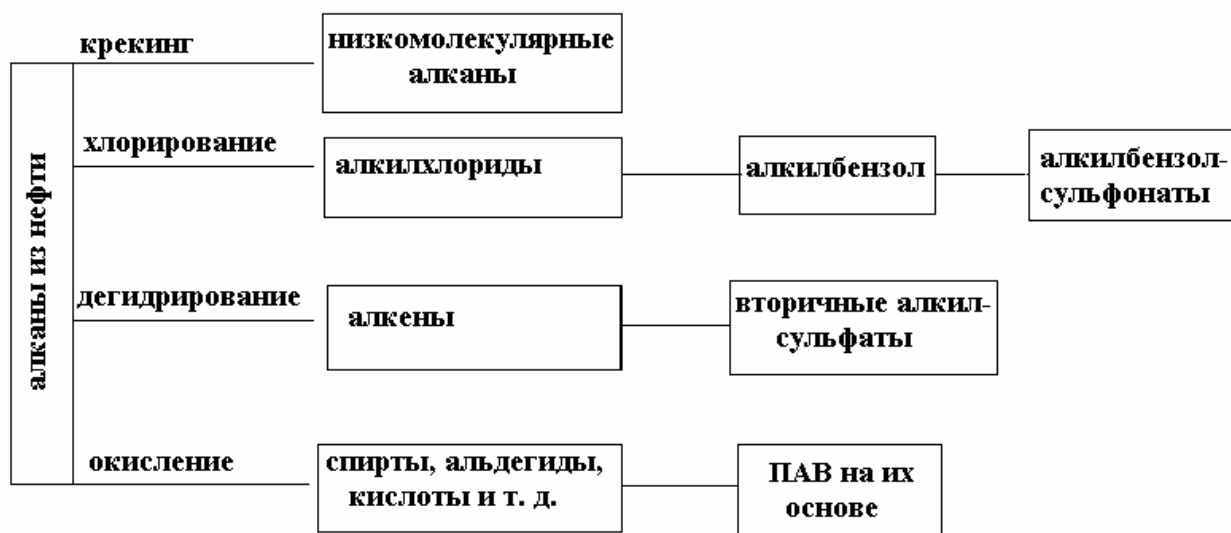 алканы из нефти
крекинг
низкомолекулярные
алканы
хлорирование
алкилхлориды
алкилбензол
алкилбензол-
сульфонаты
дегидрирование
алкены
вторичные алкил-
сульфаты
окисление
спирты, альдегиды,
кислоты и т. д.
ПАВ на их
основе